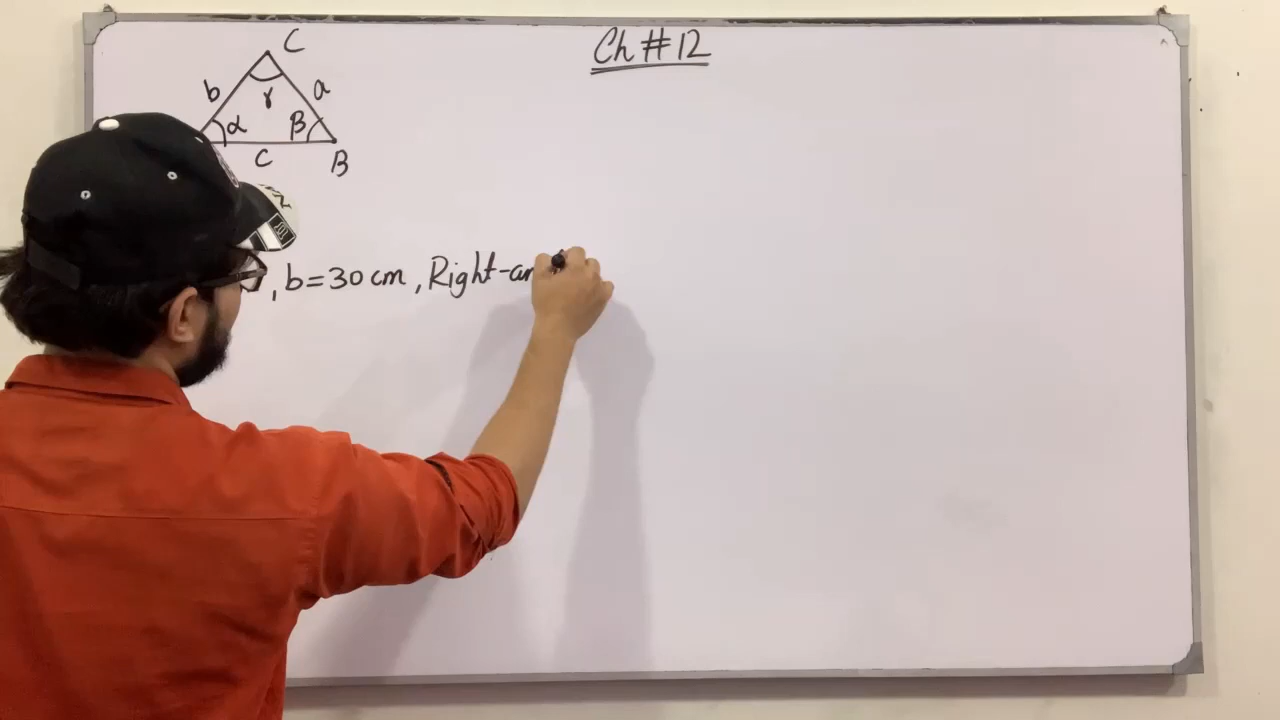 Ch # 12
C
b
a
γ
α
β
C
B
, b = 30 cm , Right-an